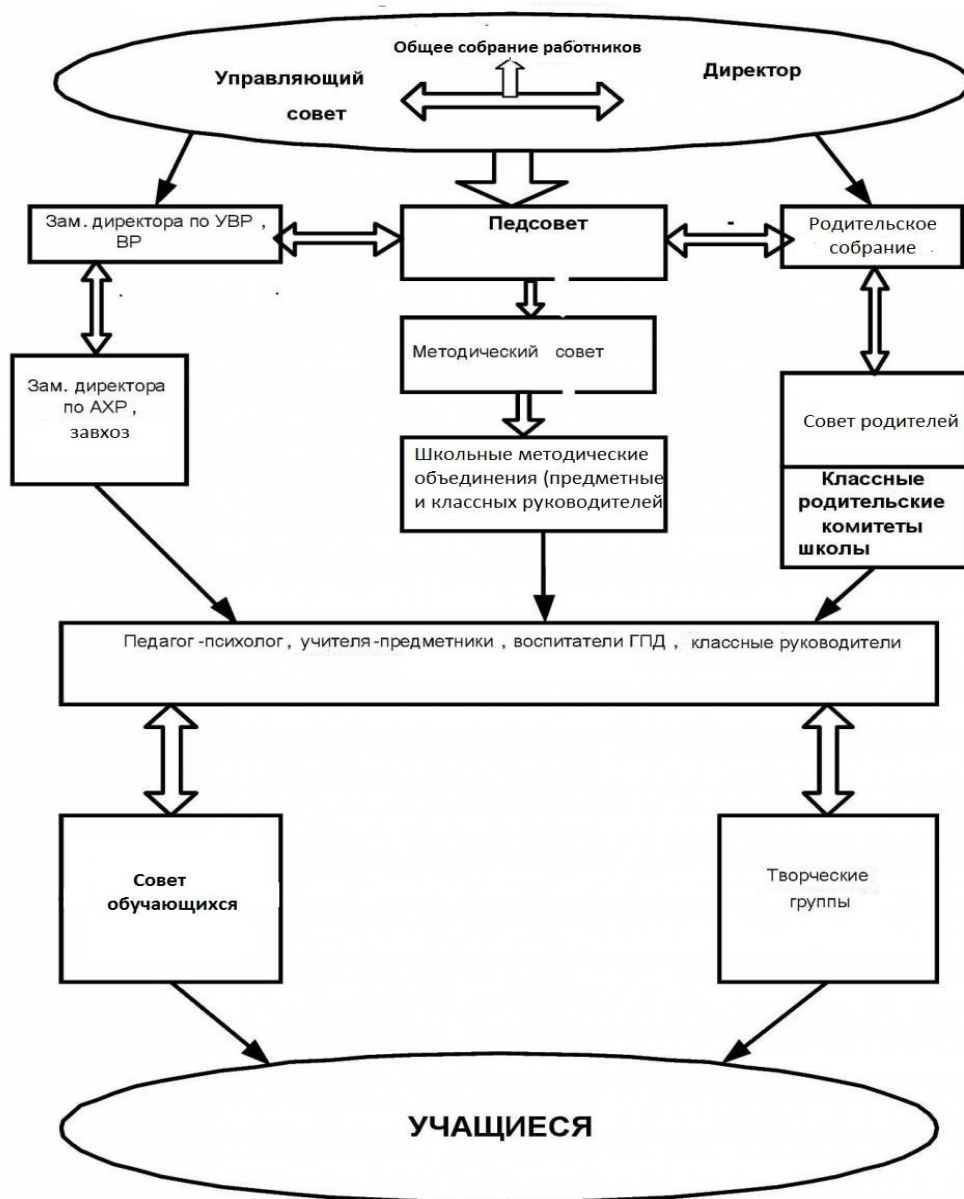 Общее собрание работников
Управляющий
совет
Директор
Зам. директора по УВР ,
ВР
Педсовет
-
Родительское
собрание
Методический совет
Зам. директора
по АХР ,
завхоз
Совет родителей
Школьные методические
объединения (предметные
и классных руководителей
Классные
родительские
комитеты
школы
Педагог -психолог , учителя-предметники , воспитатели ГПД , классные руководители
Совет
обучающихся
Творческие
группы
УЧАЩИЕСЯ